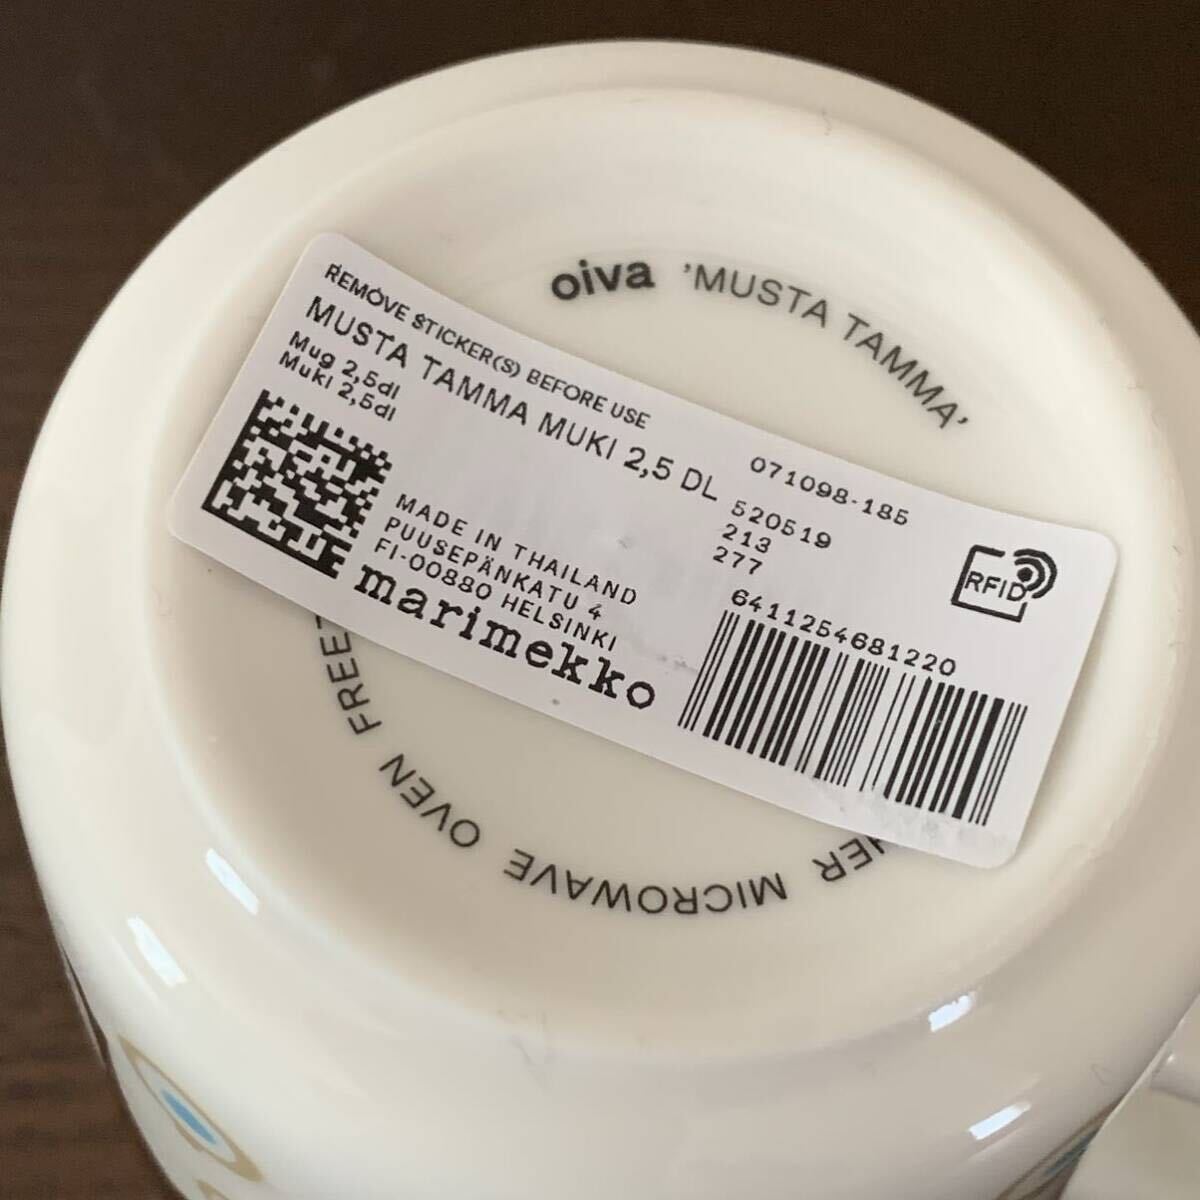 oiva 'MUSTA TAMMA'
REMOVE STICKER(S) BEFORE USE
MUSTA TAMMA MUKI 2,5 DL
Mug 2,5dl
Muki 2,5dl
071098-185
520519
213
277
MADE IN THAILAND
PUUSEPÄNKATU 4
FI-00880 HELSINKI
marimekko
6411254681220
RFID
MICROWAVE OVEN